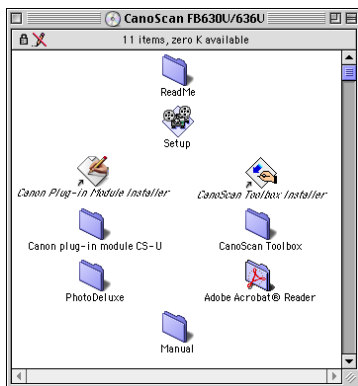 CanoScan FB630U/636U
11 items, zero K available
ReadMe
Setup
Canon Plug-in Module Installer
CanoScan Toolbox Installer
Canon plug-in module CS-U
CanoScan Toolbox
PhotoDeluxe
Adobe Acrobat® Reader
Manual